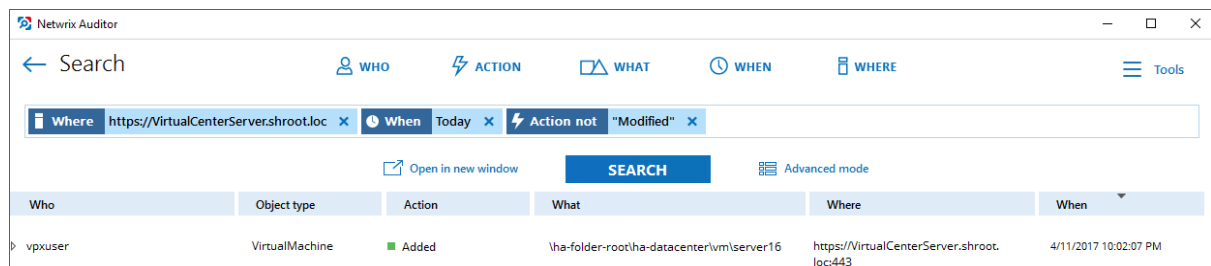 Netwrix Auditor
Search WHO ACTION WHAT WHEN WHERE Tools
Where https://VirtualCenterServer.shroot.loc When Today Action not "Modified"
Open in new window SEARCH Advanced mode
Who Object type Action What Where When
vpxuser VirtualMachine Added \ha-folder-root\ha-datacenter\vm\server16 https://VirtualCenterServer.shroot. 4/11/2017 10:02:07 PM
loc:443